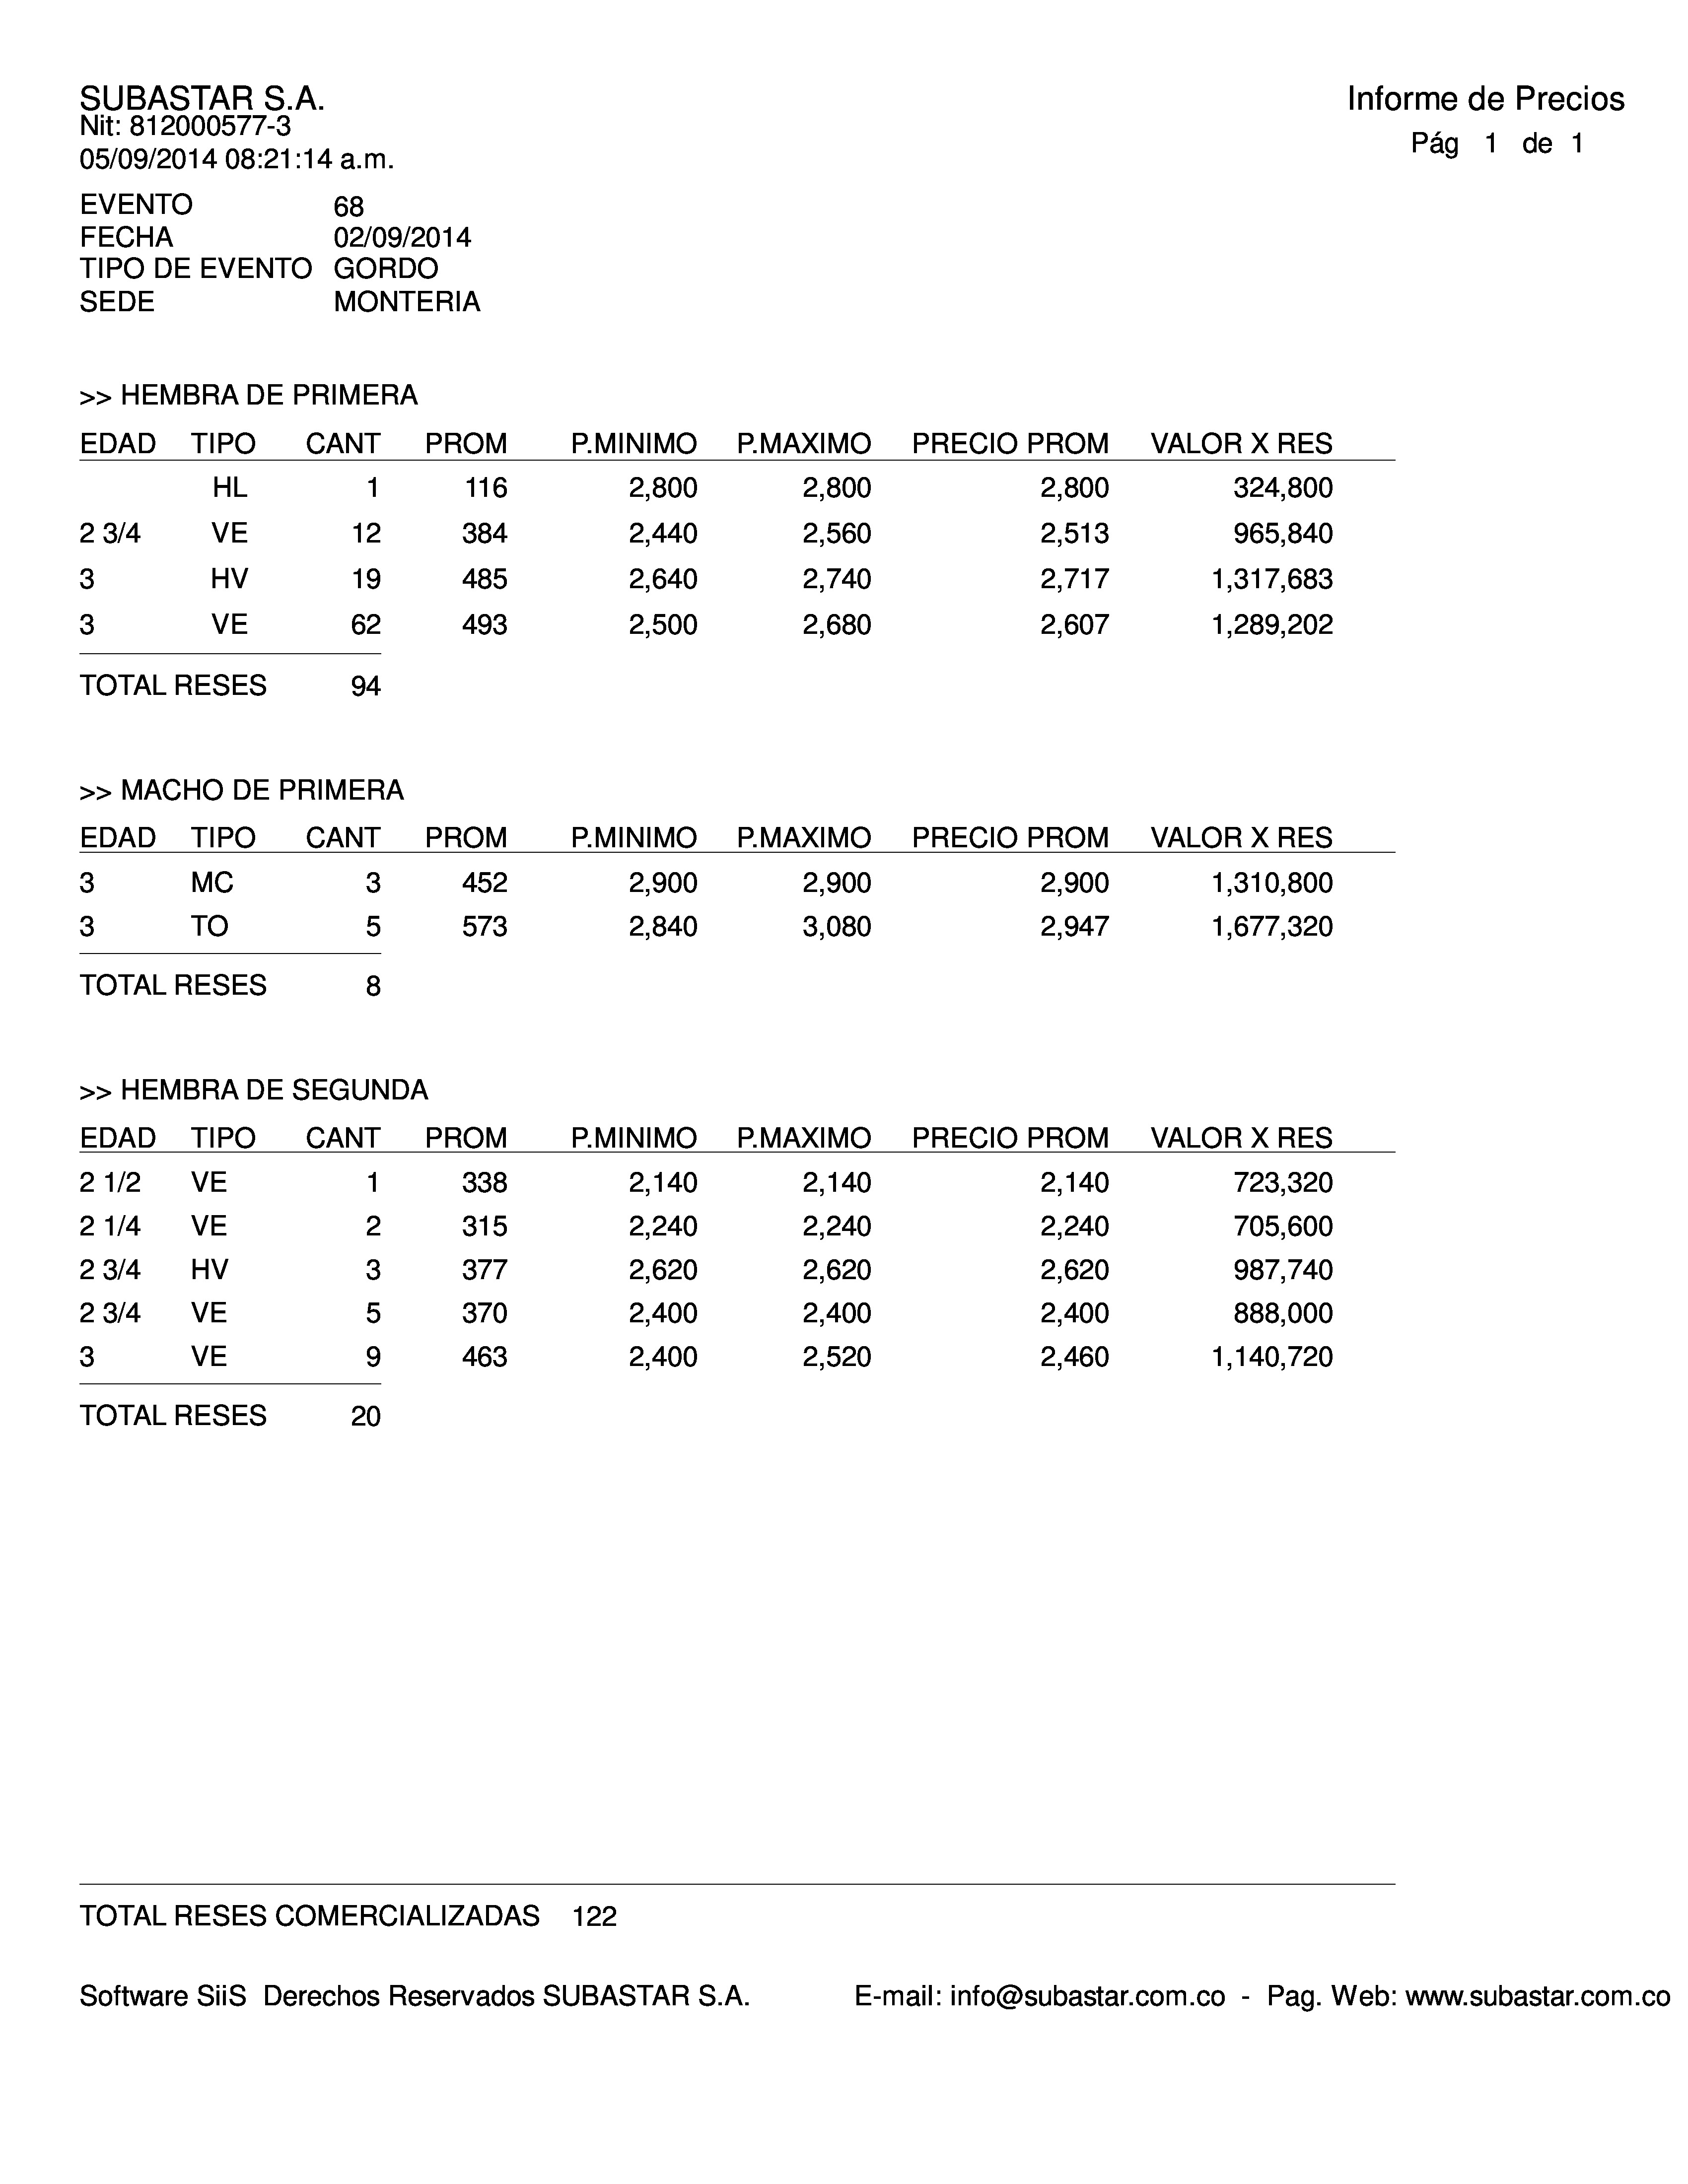 SUBASTAR S.A.
Informe de Precios
Nit: 812000577-3
Pág 1 de 1
05/09/2014 08:21:14 a.m.
EVENTO 68
FECHA 02/09/2014
TIPO DE EVENTO GORDO
SEDE MONTERIA
>> HEMBRA DE PRIMERA
EDAD TIPO CANT PROM P.MINIMO P.MAXIMO PRECIO PROM VALOR X RES
HL 1 116 2,800 2,800 2,800 324,800
2 3/4 VE 12 384 2,440 2,560 2,513 965,840
3 HV 19 485 2,640 2,740 2,717 1,317,683
3 VE 62 493 2,500 2,680 2,607 1,289,202
TOTAL RESES 94
>> MACHO DE PRIMERA
EDAD TIPO CANT PROM P.MINIMO P.MAXIMO PRECIO PROM VALOR X RES
3 MC 3 452 2,900 2,900 2,900 1,310,800
3 TO 5 573 2,840 3,080 2,947 1,677,320
TOTAL RESES 8
>> HEMBRA DE SEGUNDA
EDAD TIPO CANT PROM P.MINIMO P.MAXIMO PRECIO PROM VALOR X RES
2 1/2 VE 1 338 2,140 2,140 2,140 723,320
2 1/4 VE 2 315 2,240 2,240 2,240 705,600
2 3/4 HV 3 377 2,620 2,620 2,620 987,740
2 3/4 VE 5 370 2,400 2,400 2,400 888,000
3 VE 9 463 2,400 2,520 2,460 1,140,720
TOTAL RESES 20
TOTAL RESES COMERCIALIZADAS 122
Software SiiS Derechos Reservados SUBASTAR S.A. E-mail: info@subastar.com.co - Pag. Web: www.subastar.com.co